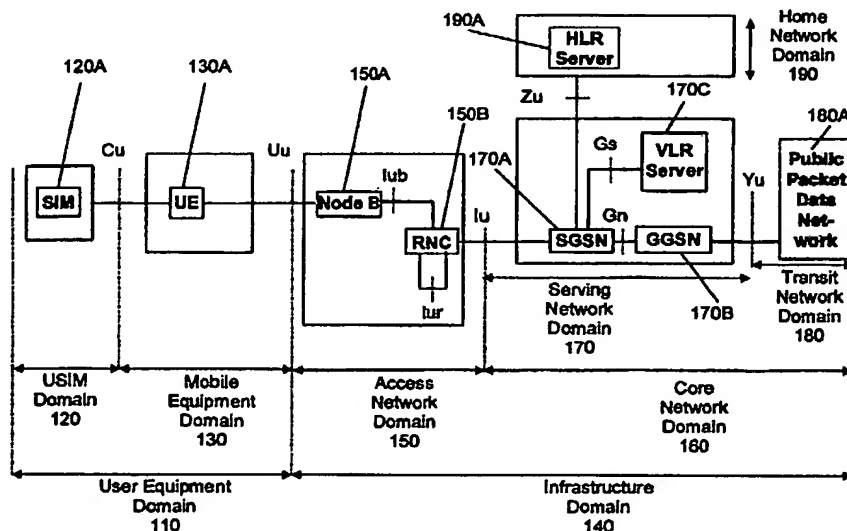 190A
HLR
Server
Home
Network
Domain
190
120A
130A
150A
150B
Zu
170C
180A
170A
Gs
VLR
Server
Public
Packet
Data
Net-
work
Cu
Uu
Iub
Yu
SIM
UE
Node B
Iu
Gn
RNC
SGSN
GGSN
Iur
170B
Serving
Network
Domain
170
Transit
Network
Domain
180
USIM
Domain
120
Mobile
Equipment
Domain
130
Access
Network
Domain
150
Core
Network
Domain
160
User Equipment
Domain
110
Infrastructure
Domain
140